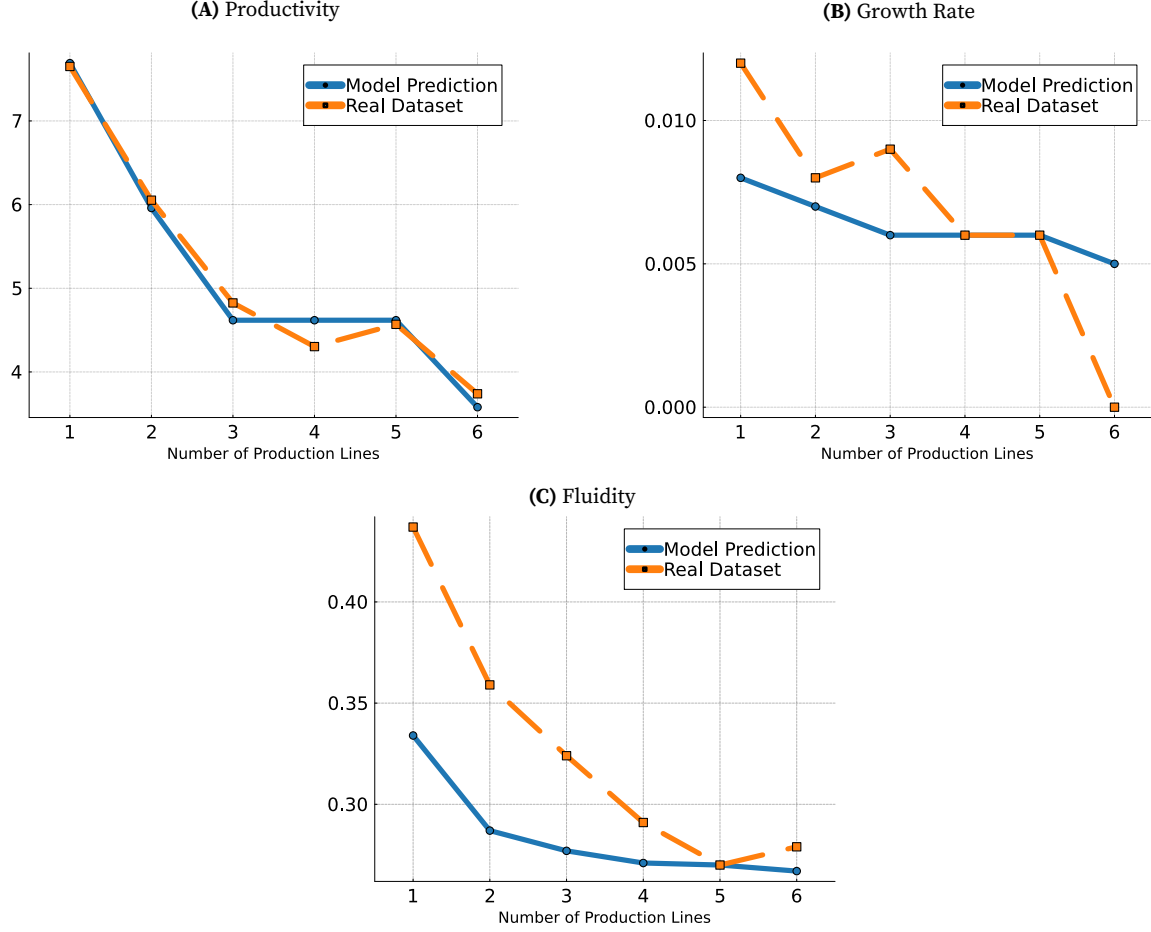 (A) Productivity
7
6
5
4
1 2 3 4 5 6
Number of Production Lines
Model Prediction
Real Dataset
(B) Growth Rate
0.010
0.005
0.000
1 2 3 4 5 6
Number of Production Lines
Model Prediction
Real Dataset
(C) Fluidity
0.40
0.35
0.30
1 2 3 4 5 6
Number of Production Lines
Model Prediction
Real Dataset